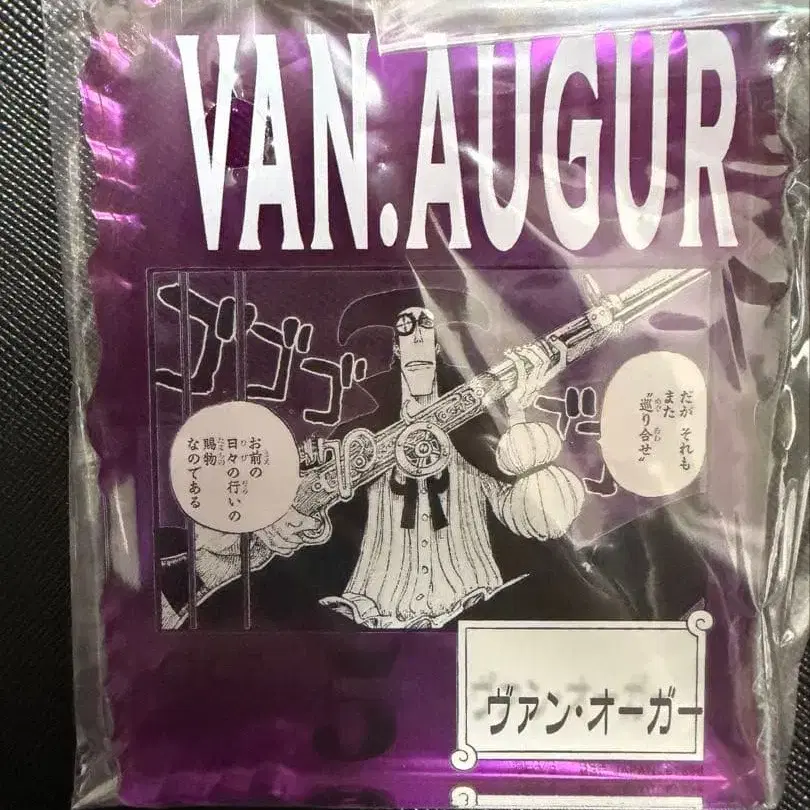 VAN.AUGUR
ゴゴゴ
だが それも
また
“巡り合せ”
お前の
日々の行いの
賜物
なのである
ヴァン・オーガー